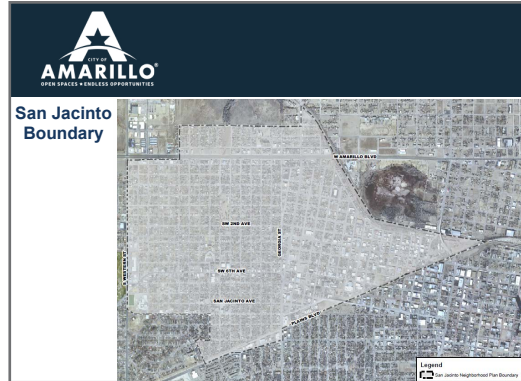 CITY OF
AMARILLO®
OPEN SPACES ★ ENDLESS OPPORTUNITIES
San Jacinto
Boundary
W AMARILLO BLVD
SW 2ND AVE
GEORGIA ST
S WESTERN ST
SW 6TH AVE
SAN JACINTO AVE
PLAINS BLVD
Legend
San Jacinto Neighborhood Plan Boundary